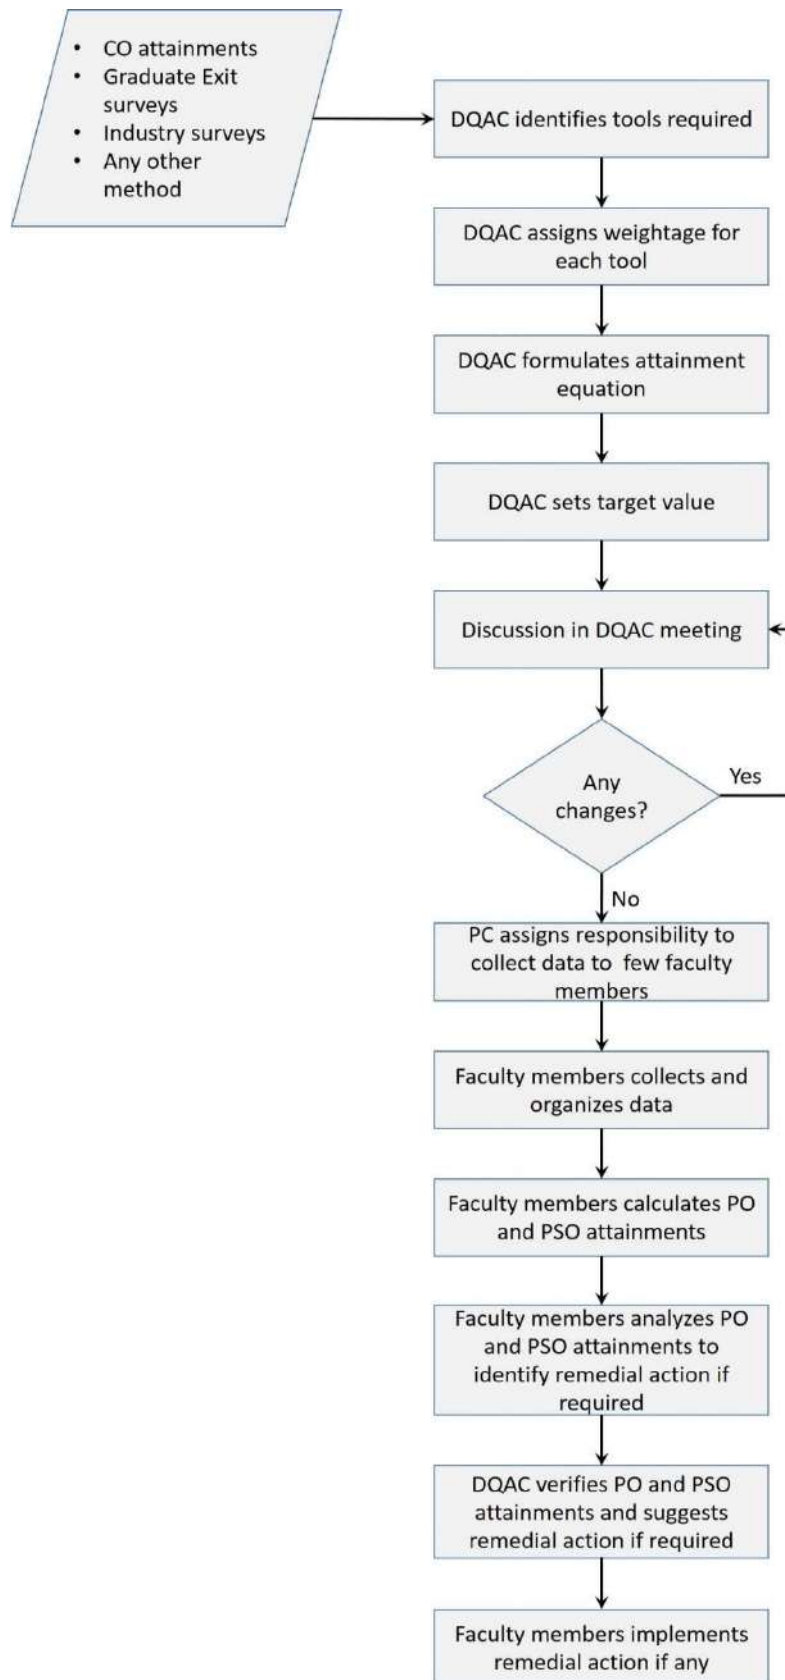 • CO attainments
• Graduate Exit
surveys
• Industry surveys
• Any other
method
DQAC identifies tools required
DQAC assigns weightage for
each tool
DQAC formulates attainment
equation
DQAC sets target value
Discussion in DQAC meeting
Any
changes?
Yes
No
PC assigns responsibility to
collect data to few faculty
members
Faculty members collects and
organizes data
Faculty members calculates PO
and PSO attainments
Faculty members analyzes PO
and PSO attainments to
identify remedial action if
required
DQAC verifies PO and PSO
attainments and suggests
remedial action if required
Faculty members implements
remedial action if any